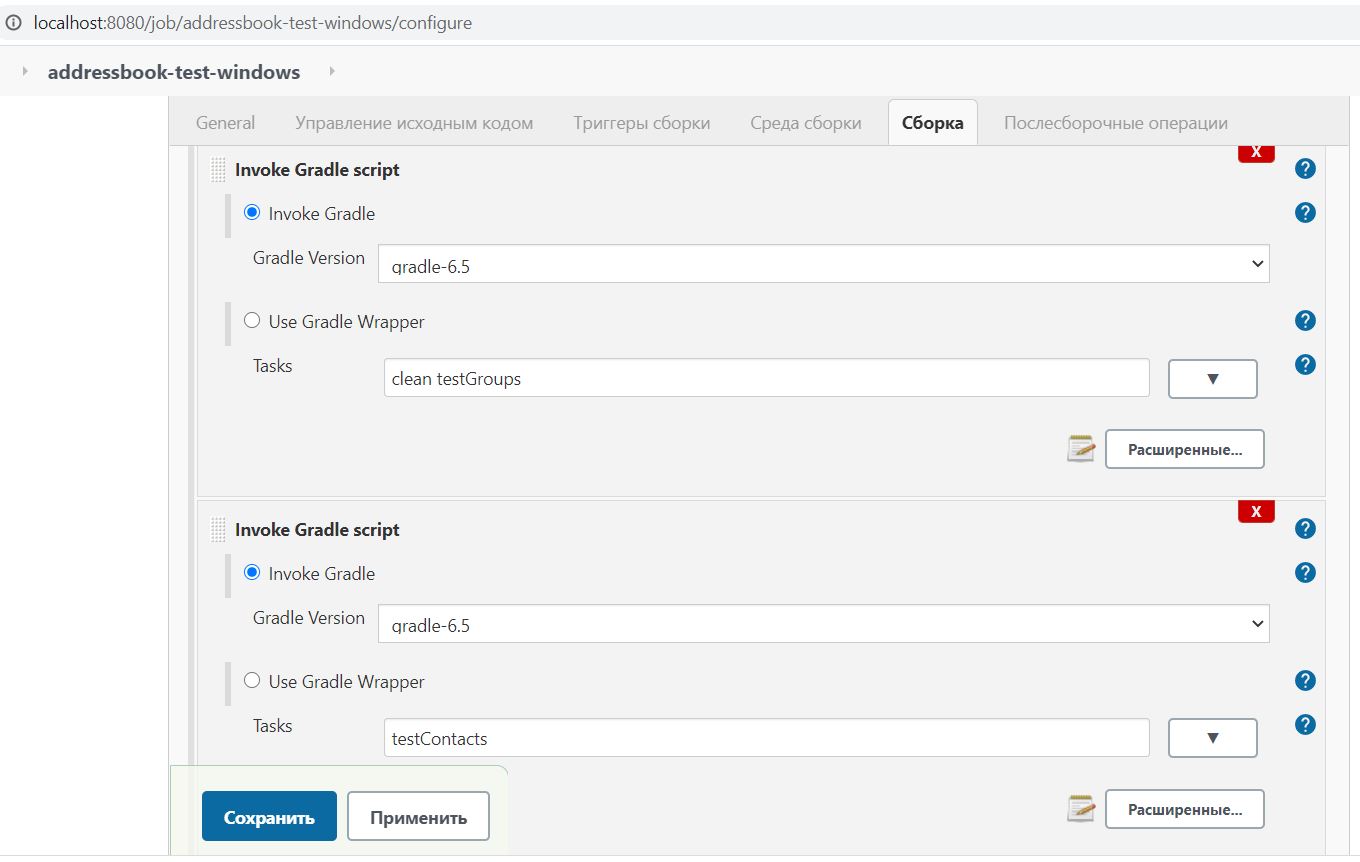 localhost:8080/job/addressbook-test-windows/configure
addressbook-test-windows
General Управление исходным кодом Триггеры сборки Среда сборки Сборка Послесборочные операции
Invoke Gradle script X ?
Invoke Gradle ?
Gradle Version gradle-6.5
Use Gradle Wrapper ?
Tasks clean testGroups ?
Расширенные...
Invoke Gradle script X ?
Invoke Gradle ?
Gradle Version gradle-6.5
Use Gradle Wrapper ?
Tasks testContacts ?
Сохранить Применить Расширенные...